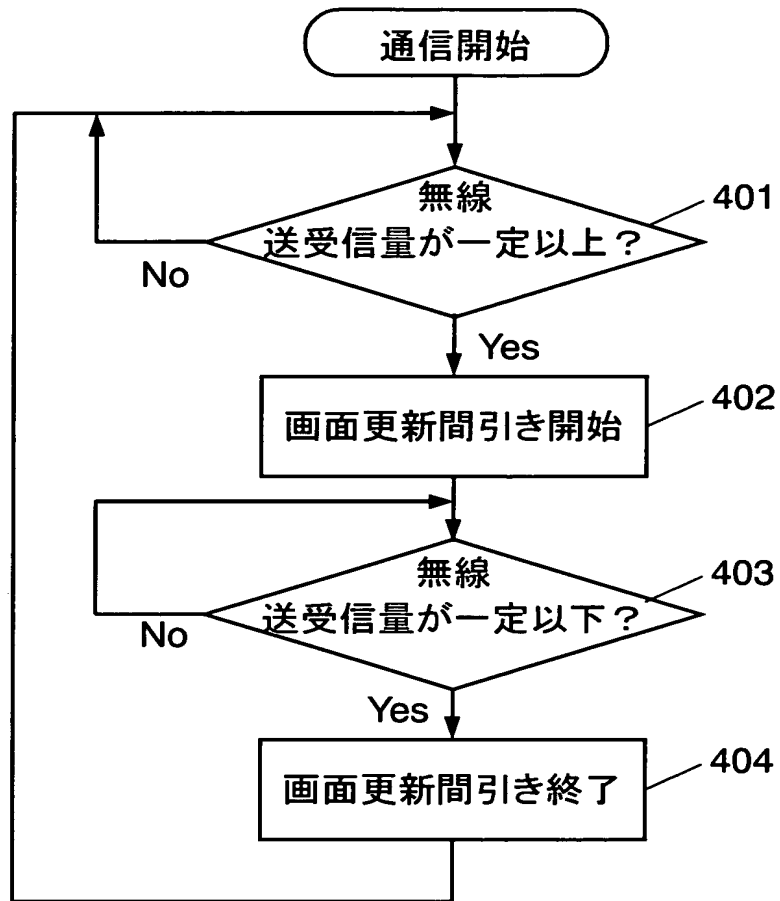 通信開始
無線
送受信量が一定以上？
401
No
Yes
画面更新間引き開始
402
無線
送受信量が一定以下？
403
No
Yes
画面更新間引き終了
404